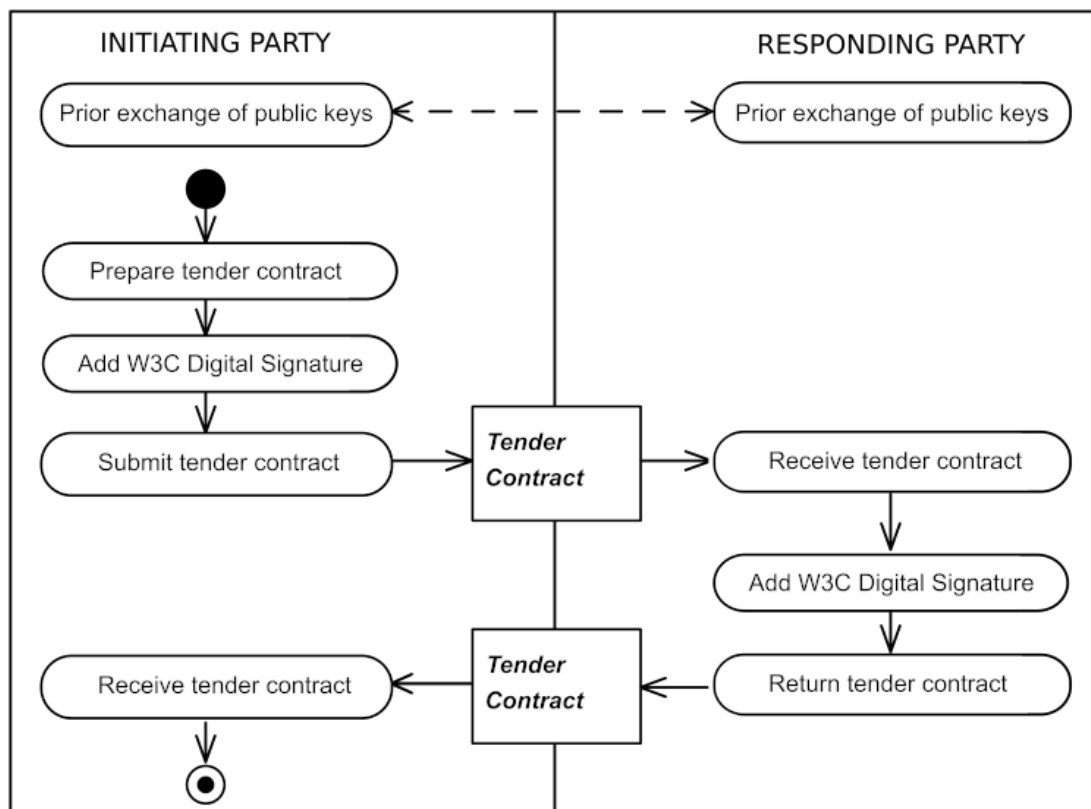 INITIATING PARTY
RESPONDING PARTY
Prior exchange of public keys
Prior exchange of public keys
Prepare tender contract
Add W3C Digital Signature
Submit tender contract
Tender
Contract
Receive tender contract
Add W3C Digital Signature
Return tender contract
Tender
Contract
Receive tender contract